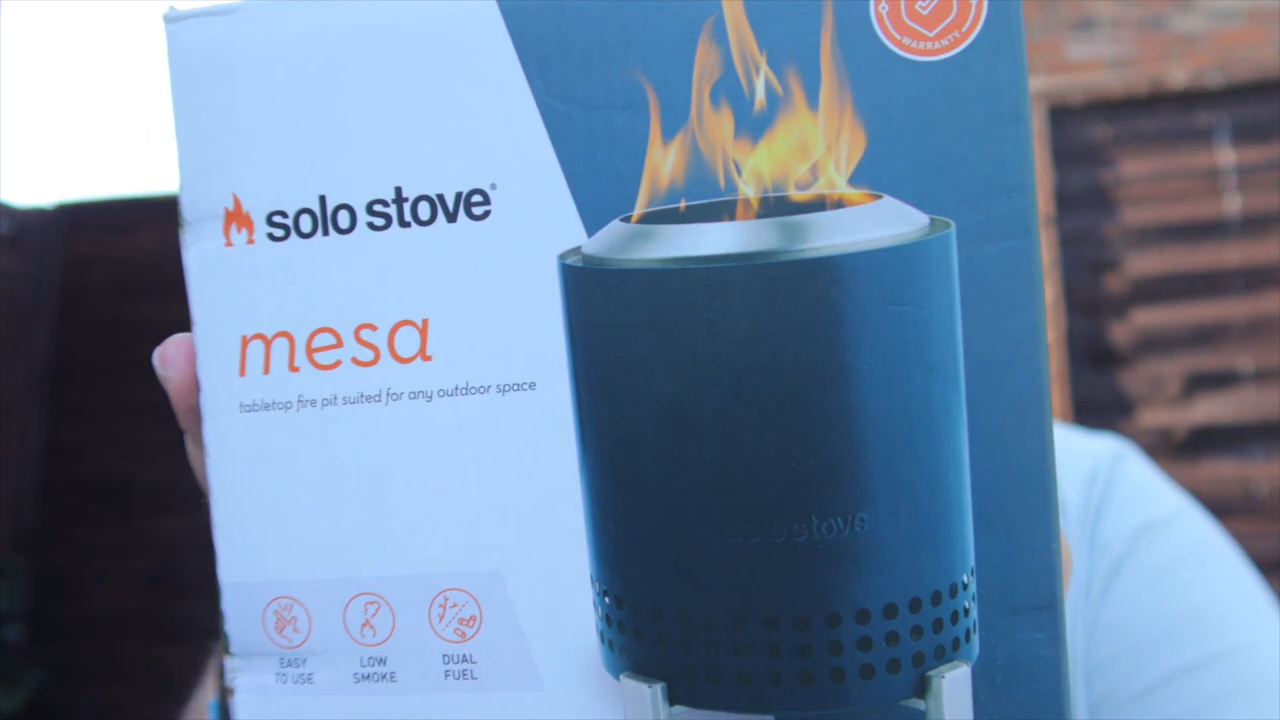 WARRANTY
solo stove®
mesa
tabletop fire pit suited for any outdoor space
solo stove
EASY
TO USE
LOW
SMOKE
DUAL
FUEL